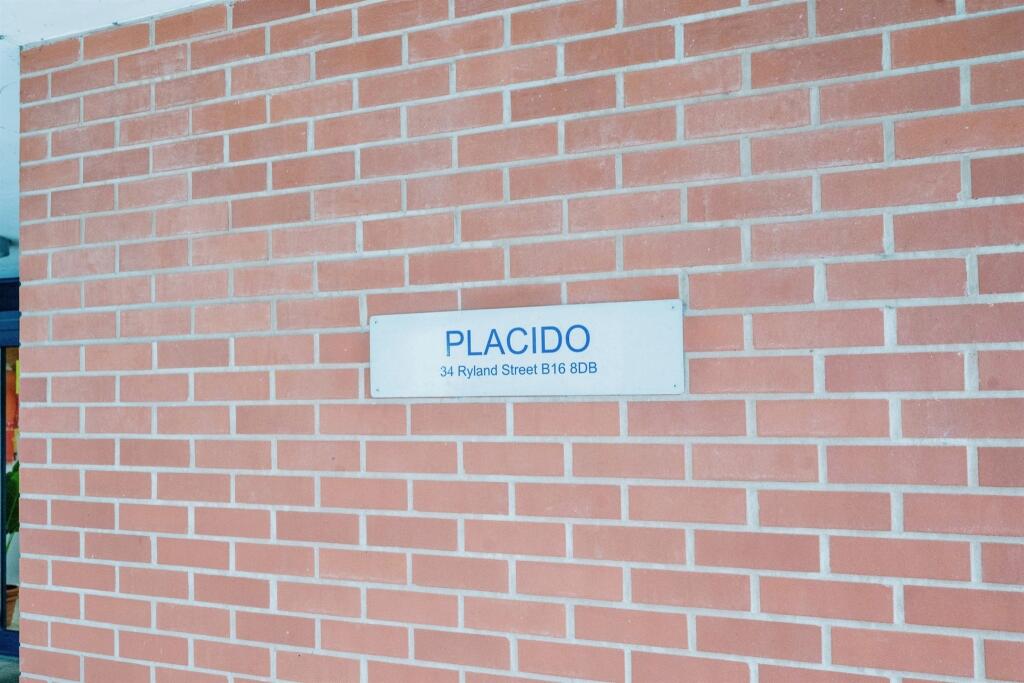 PLACIDO
34 Ryland Street B16 8DB